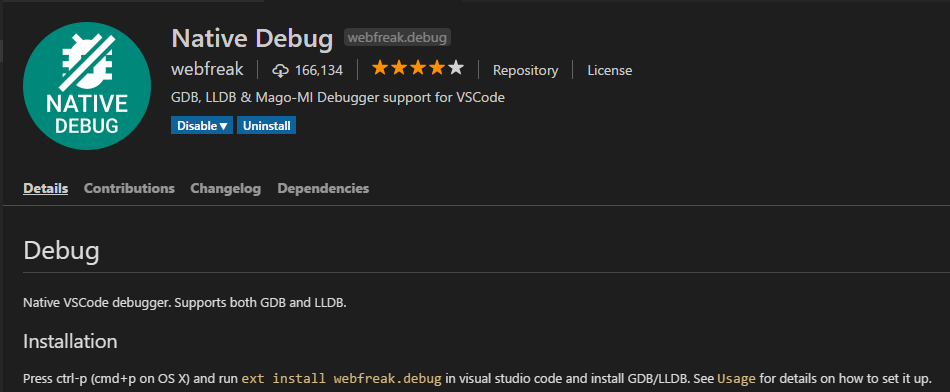 Native Debug webfreak.debug
webfreak 166,134 Repository License
GDB, LLDB & Mago-MI Debugger support for VSCode
NATIVE
DEBUG
Disable▼ Uninstall
Details Contributions Changelog Dependencies
Debug
Native VSCode debugger. Supports both GDB and LLDB.
Installation
Press ctrl-p (cmd+p on OS X) and run ext install webfreak.debug in visual studio code and install GDB/LLDB. See Usage for details on how to set it up.